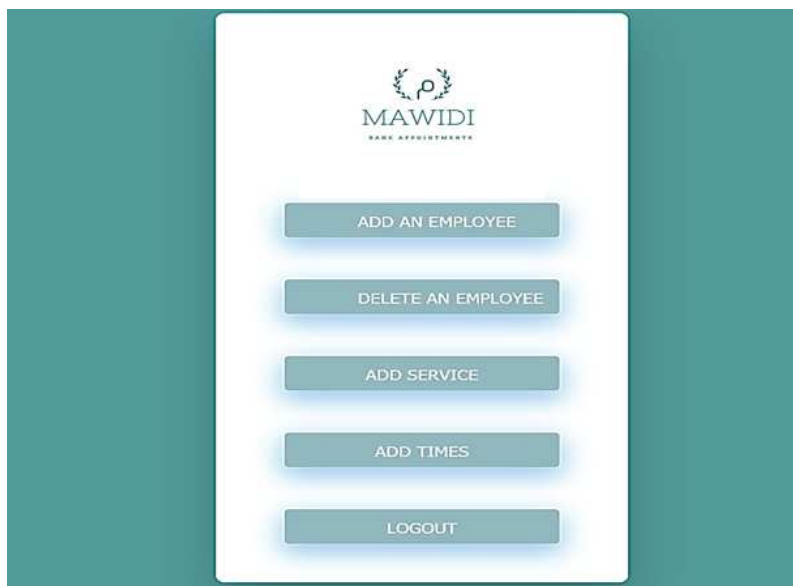 MAWIDI
BANK APPOINTMENTS
ADD AN EMPLOYEE
DELETE AN EMPLOYEE
ADD SERVICE
ADD TIMES
LOGOUT